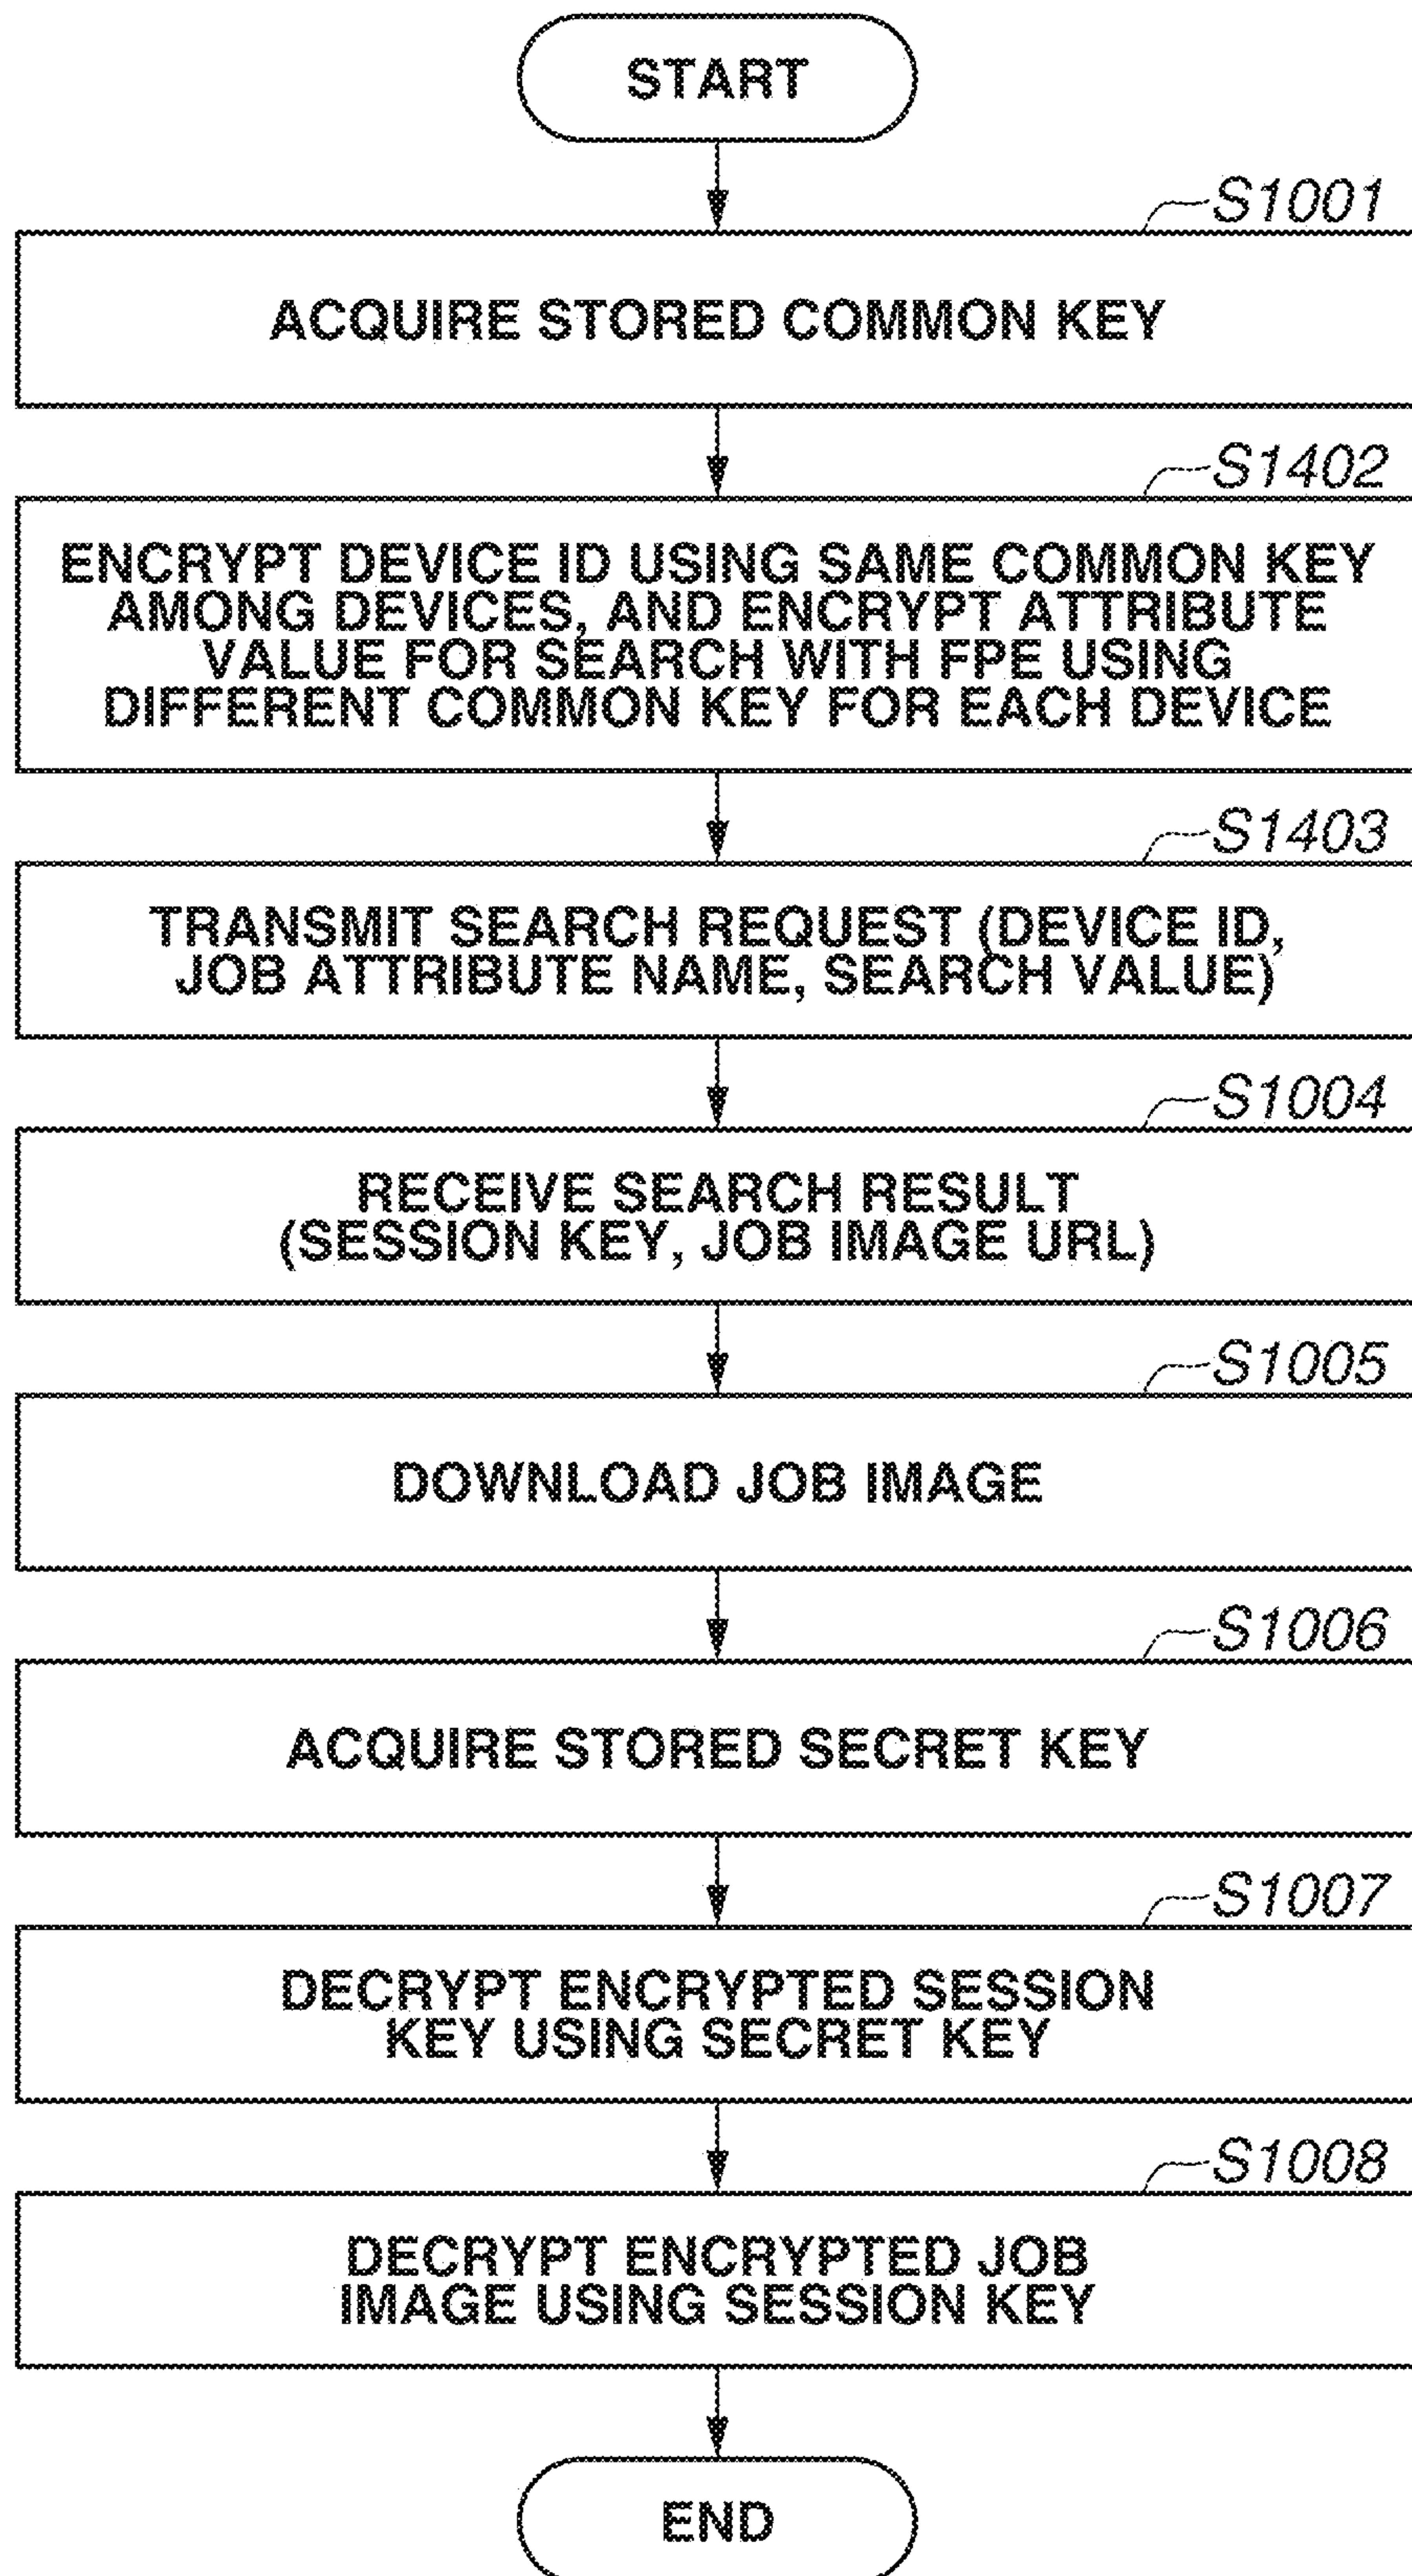 START
S1001
ACQUIRE STORED COMMON KEY
S1402
ENCRYPT DEVICE ID USING SAME COMMON KEY
AMONG DEVICES, AND ENCRYPT ATTRIBUTE
VALUE FOR SEARCH WITH FPE USING
DIFFERENT COMMON KEY FOR EACH DEVICE
S1403
TRANSMIT SEARCH REQUEST (DEVICE ID,
JOB ATTRIBUTE NAME, SEARCH VALUE)
S1004
RECEIVE SEARCH RESULT
(SESSION KEY, JOB IMAGE URL)
S1005
DOWNLOAD JOB IMAGE
S1006
ACQUIRE STORED SECRET KEY
S1007
DECRYPT ENCRYPTED SESSION
KEY USING SECRET KEY
S1008
DECRYPT ENCRYPTED JOB
IMAGE USING SESSION KEY
END